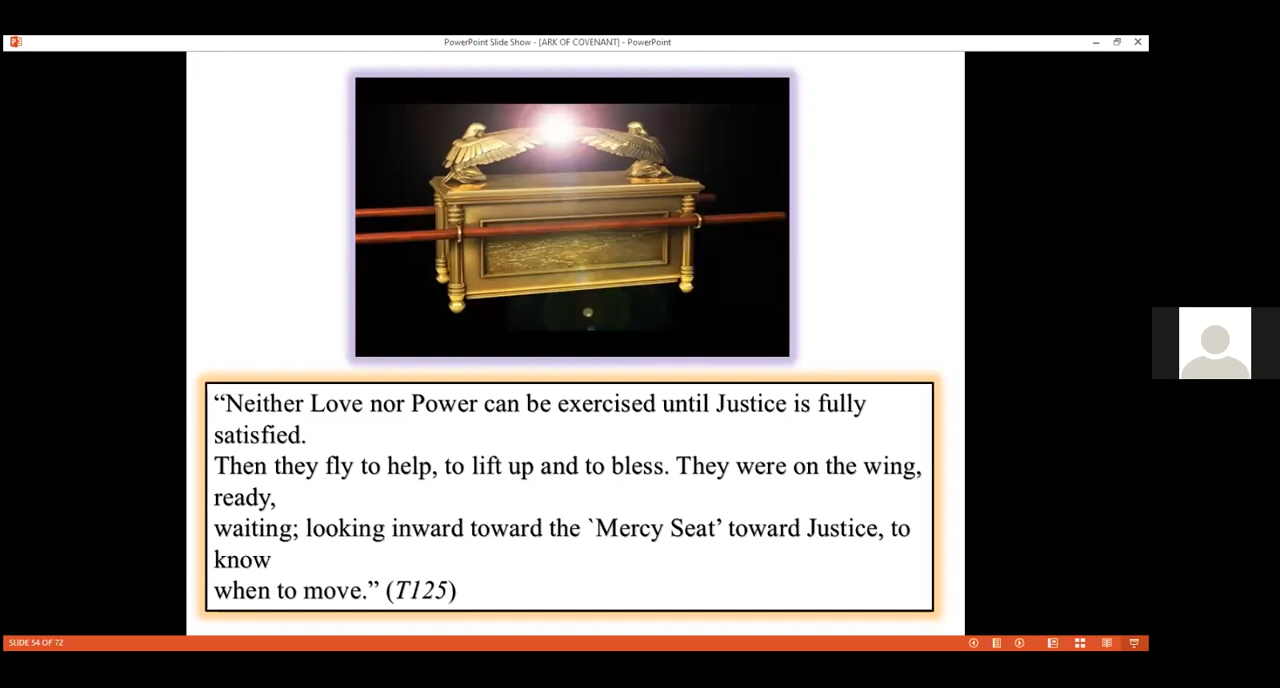 PowerPoint Slide Show - [ARK OF COVENANT] - PowerPoint
“Neither Love nor Power can be exercised until Justice is fully
satisfied.
Then they fly to help, to lift up and to bless. They were on the wing,
ready,
waiting; looking inward toward the `Mercy Seat’ toward Justice, to
know
when to move.” (T125)
SLIDE 54 OF 72